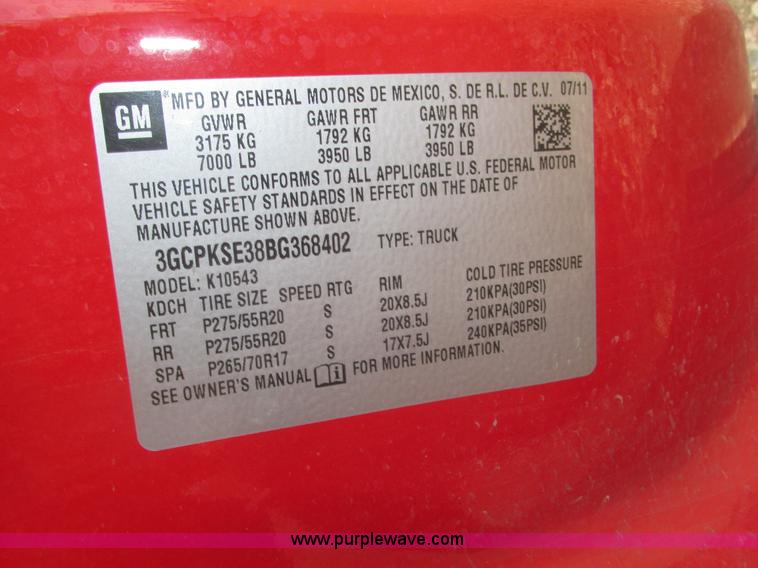 GM
*MFD BY GENERAL MOTORS DE MEXICO, S. DE R.L. DE C.V. 07/11
GVWR GAWR FRT GAWR RR
3175 KG 1792 KG 1792 KG
7000 LB 3950 LB 3950 LB
THIS VEHICLE CONFORMS TO ALL APPLICABLE U.S. FEDERAL MOTOR
VEHICLE SAFETY STANDARDS IN EFFECT ON THE DATE OF
MANUFACTURE SHOWN ABOVE.
3GCPKSE38BG368402 TYPE: TRUCK
MODEL: K10543
KDCH TIRE SIZE SPEED RTG RIM COLD TIRE PRESSURE
FRT P275/55R20 S 20X8.5J 210KPA(30PSI)
RR P275/55R20 S 20X8.5J 210KPA(30PSI)
SPA P265/70R17 S 17X7.5J 240KPA(35PSI)
SEE OWNER'S MANUAL i FOR MORE INFORMATION.
www.purplewave.com